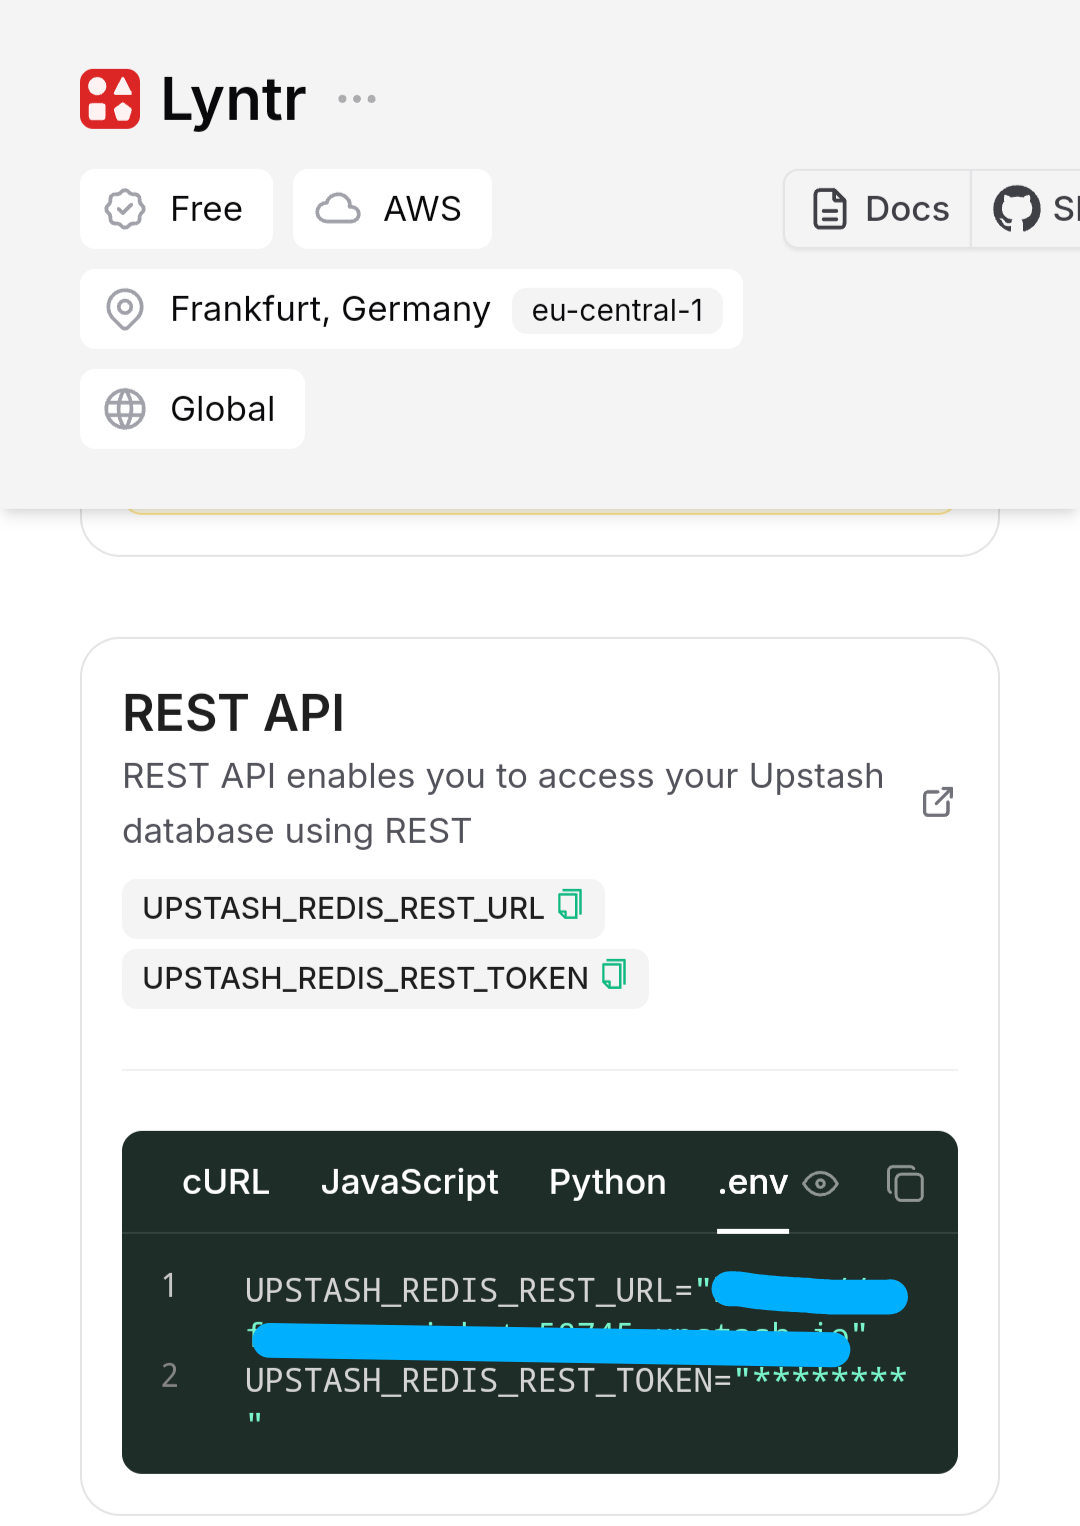 Lyntr
Free
AWS
Docs
Frankfurt, Germany eu-central-1
Global
REST API
REST API enables you to access your Upstash
database using REST
UPSTASH_REDIS_REST_URL
UPSTASH_REDIS_REST_TOKEN
cURL JavaScript Python .env
1 UPSTASH_REDIS_REST_URL="
"
2 UPSTASH_REDIS_REST_TOKEN="********
"